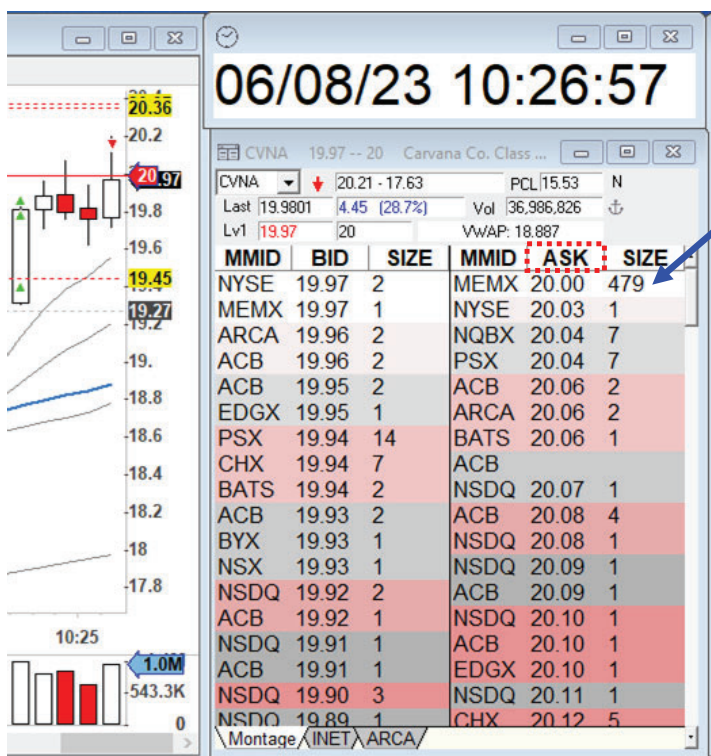 20.36
20.2
20 .97
19.8
19.6
19.45
19.27
19.2
19.
18.8
18.6
18.4
18.2
18
17.8
10:25
1.0M
543.3K
0
06/08/23 10:26:57
CVNA 19.97 -- 20 Carvana Co. Class ...
CVNA 20.21 - 17.63 PCL 15.53 N
Last 19.9801 4.45 (28.7%) Vol 36,986,826
Lv1 19.97 20 VWAP: 18.887
MMID BID SIZE MMID ASK SIZE
NYSE 19.97 2 MEMX 20.00 479
MEMX 19.97 1 NYSE 20.03 1
ARCA 19.96 2 NQBX 20.04 7
ACB 19.96 2 PSX 20.04 7
ACB 19.95 2 ACB 20.06 2
EDGX 19.95 1 ARCA 20.06 2
PSX 19.94 14 BATS 20.06 1
CHX 19.94 7 ACB
BATS 19.94 2 NSDQ 20.07 1
ACB 19.93 2 ACB 20.08 4
BYX 19.93 1 NSDQ 20.08 1
NSX 19.93 1 NSDQ 20.09 1
NSDQ 19.92 2 ACB 20.09 1
ACB 19.92 1 NSDQ 20.10 1
NSDQ 19.91 1 ACB 20.10 1
ACB 19.91 1 EDGX 20.10 1
NSDQ 19.90 3 NSDQ 20.11 1
NSDQ 19.89 1 CHX 20.12 5
Montage INET ARCA